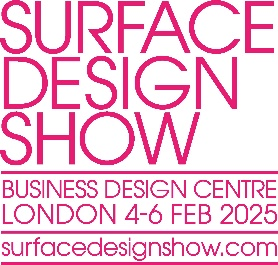 SURFACE
DESIGN
SHOW
BUSINESS DESIGN CENTRE
LONDON 4-6 FEB 2025
surfacedesignshow.com